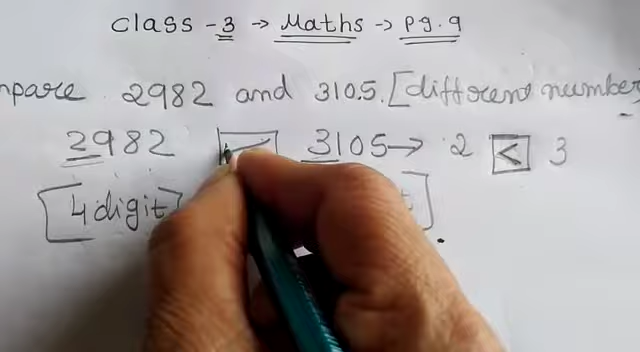 Class - 3 → Maths → pg. 9
mpare 2982 and 3105. [different number
2982 3105 → 2 < 3
[4 digit ]